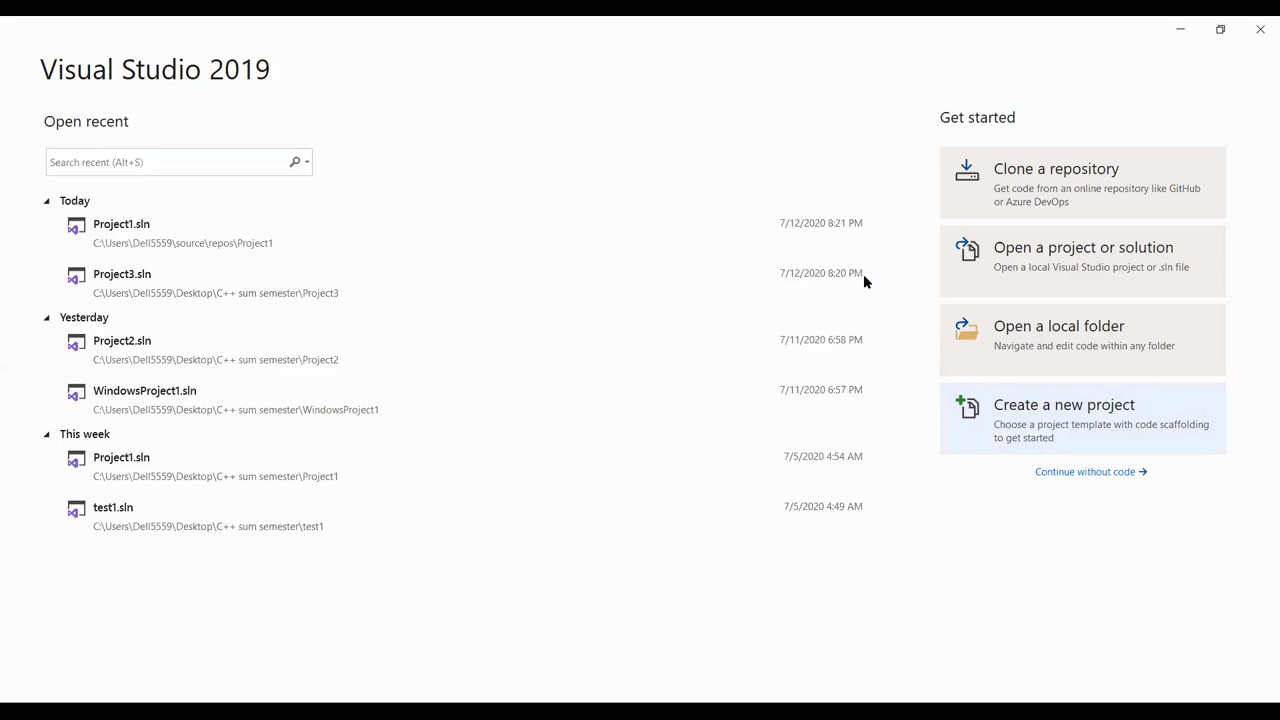 Visual Studio 2019
Open recent
Search recent (Alt+S)
Today
Project1.sln
7/12/2020 8:21 PM
C:\Users\Dell5559\source\repos\Project1
Project3.sln
7/12/2020 8:20 PM
C:\Users\Dell5559\Desktop\C++ sum semester\Project3
Yesterday
Project2.sln
7/11/2020 6:58 PM
C:\Users\Dell5559\Desktop\C++ sum semester\Project2
WindowsProject1.sln
7/11/2020 6:57 PM
C:\Users\Dell5559\Desktop\C++ sum semester\WindowsProject1
This week
Project1.sln
7/5/2020 4:54 AM
C:\Users\Dell5559\Desktop\C++ sum semester\Project1
test1.sln
7/5/2020 4:49 AM
C:\Users\Dell5559\Desktop\C++ sum semester\test1
Get started
Clone a repository
Get code from an online repository like GitHub
or Azure DevOps
Open a project or solution
Open a local Visual Studio project or .sln file
Open a local folder
Navigate and edit code within any folder
Create a new project
Choose a project template with code scaffolding
to get started
Continue without code →